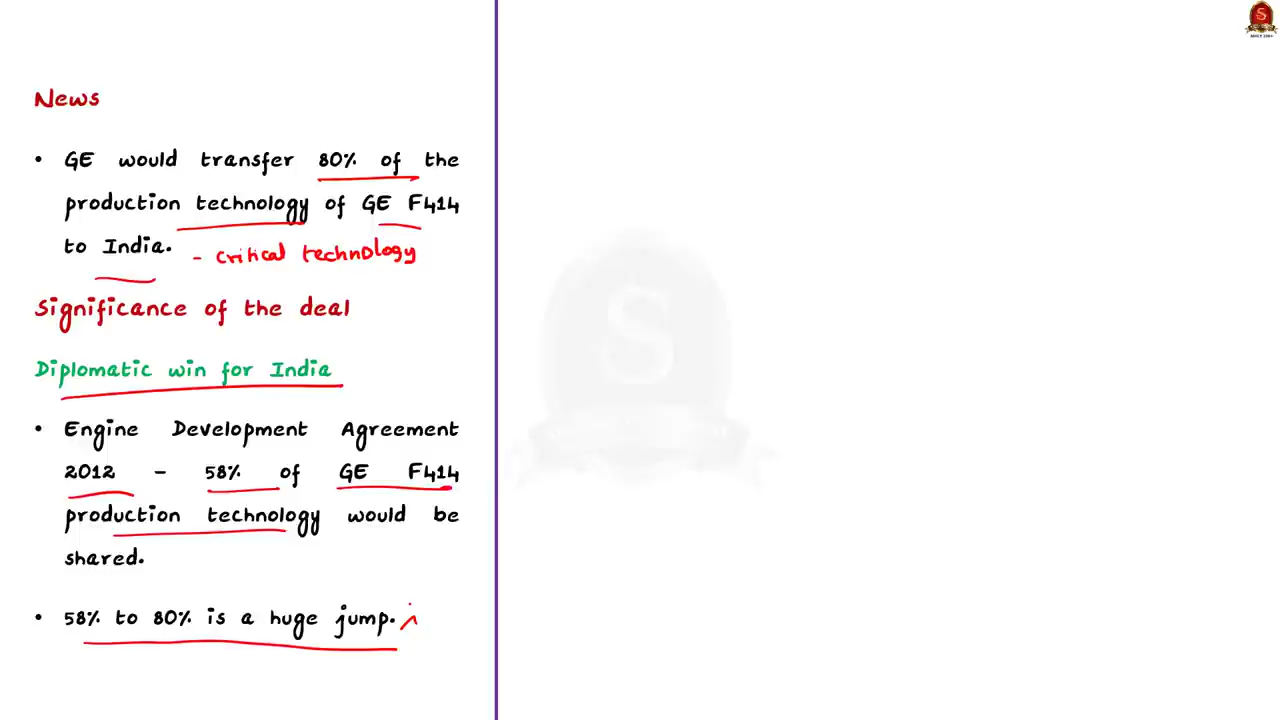 News
• GE would transfer 80% of the
production technology of GE F414
to India.
- critical technology
Significance of the deal
Diplomatic win for India
• Engine Development Agreement
2012 - 58% of GE F414
production technology would be
shared.
• 58% to 80% is a huge jump.
S
S